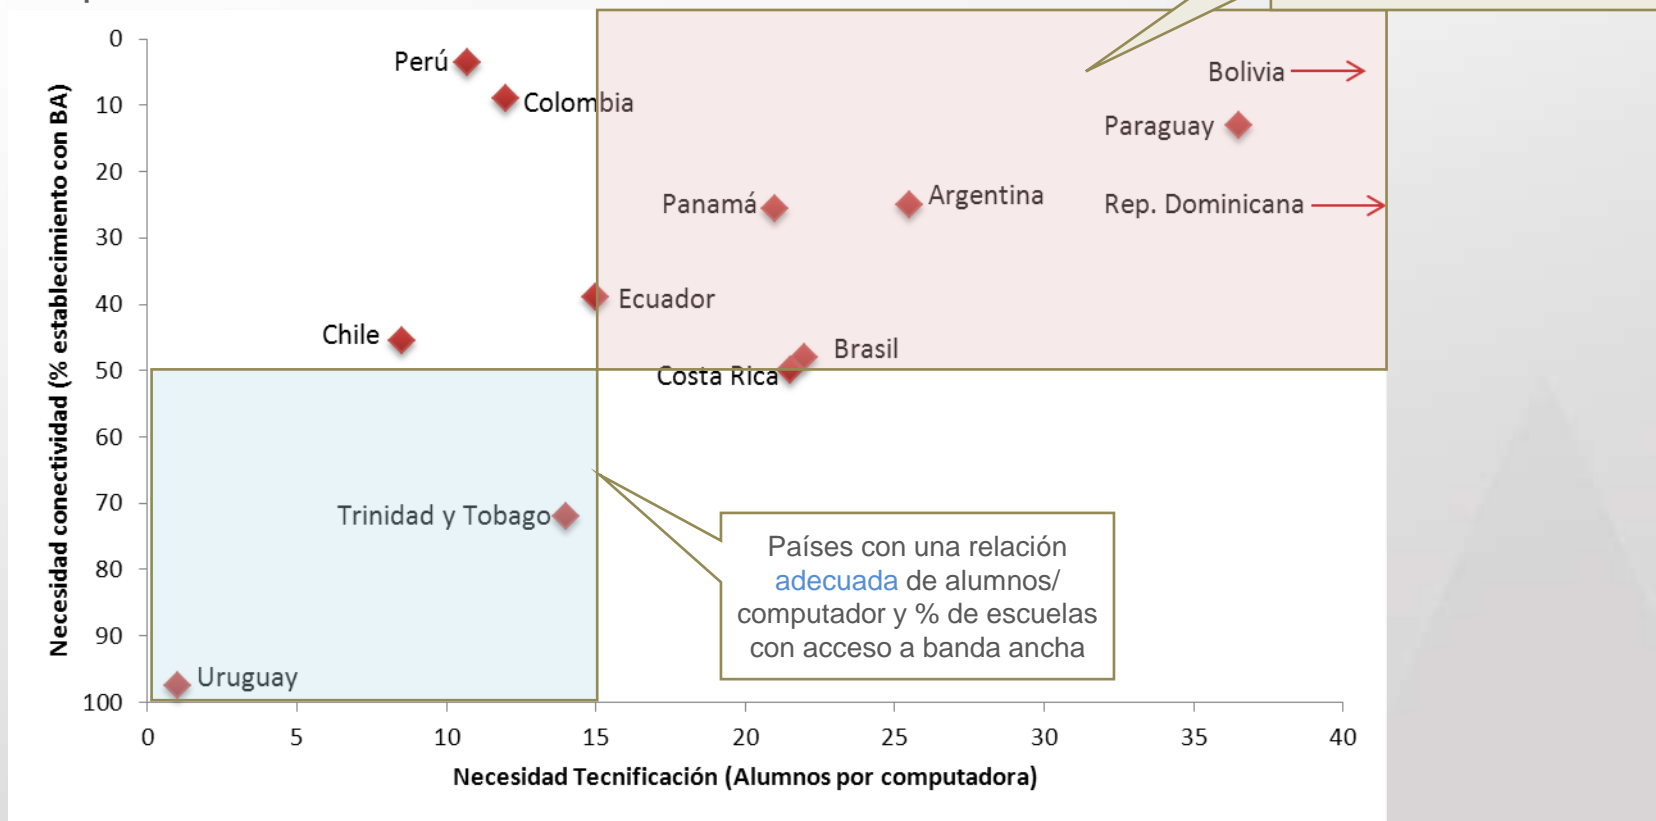 0
10
20
30
40
50
60
70
80
90
100
Necesidad conectividad (% establecimiento con BA)
Perú
Colombia
Bolivia
Paraguay
Panamá
Argentina
Rep. Dominicana
Ecuador
Chile
Brasil
Costa Rica
Trinidad y Tobago
Uruguay
Países con una relación
adecuada de alumnos/
computador y % de escuelas
con acceso a banda ancha
0
5
10
15
20
25
30
35
40
Necesidad Tecnificación (Alumnos por computadora)